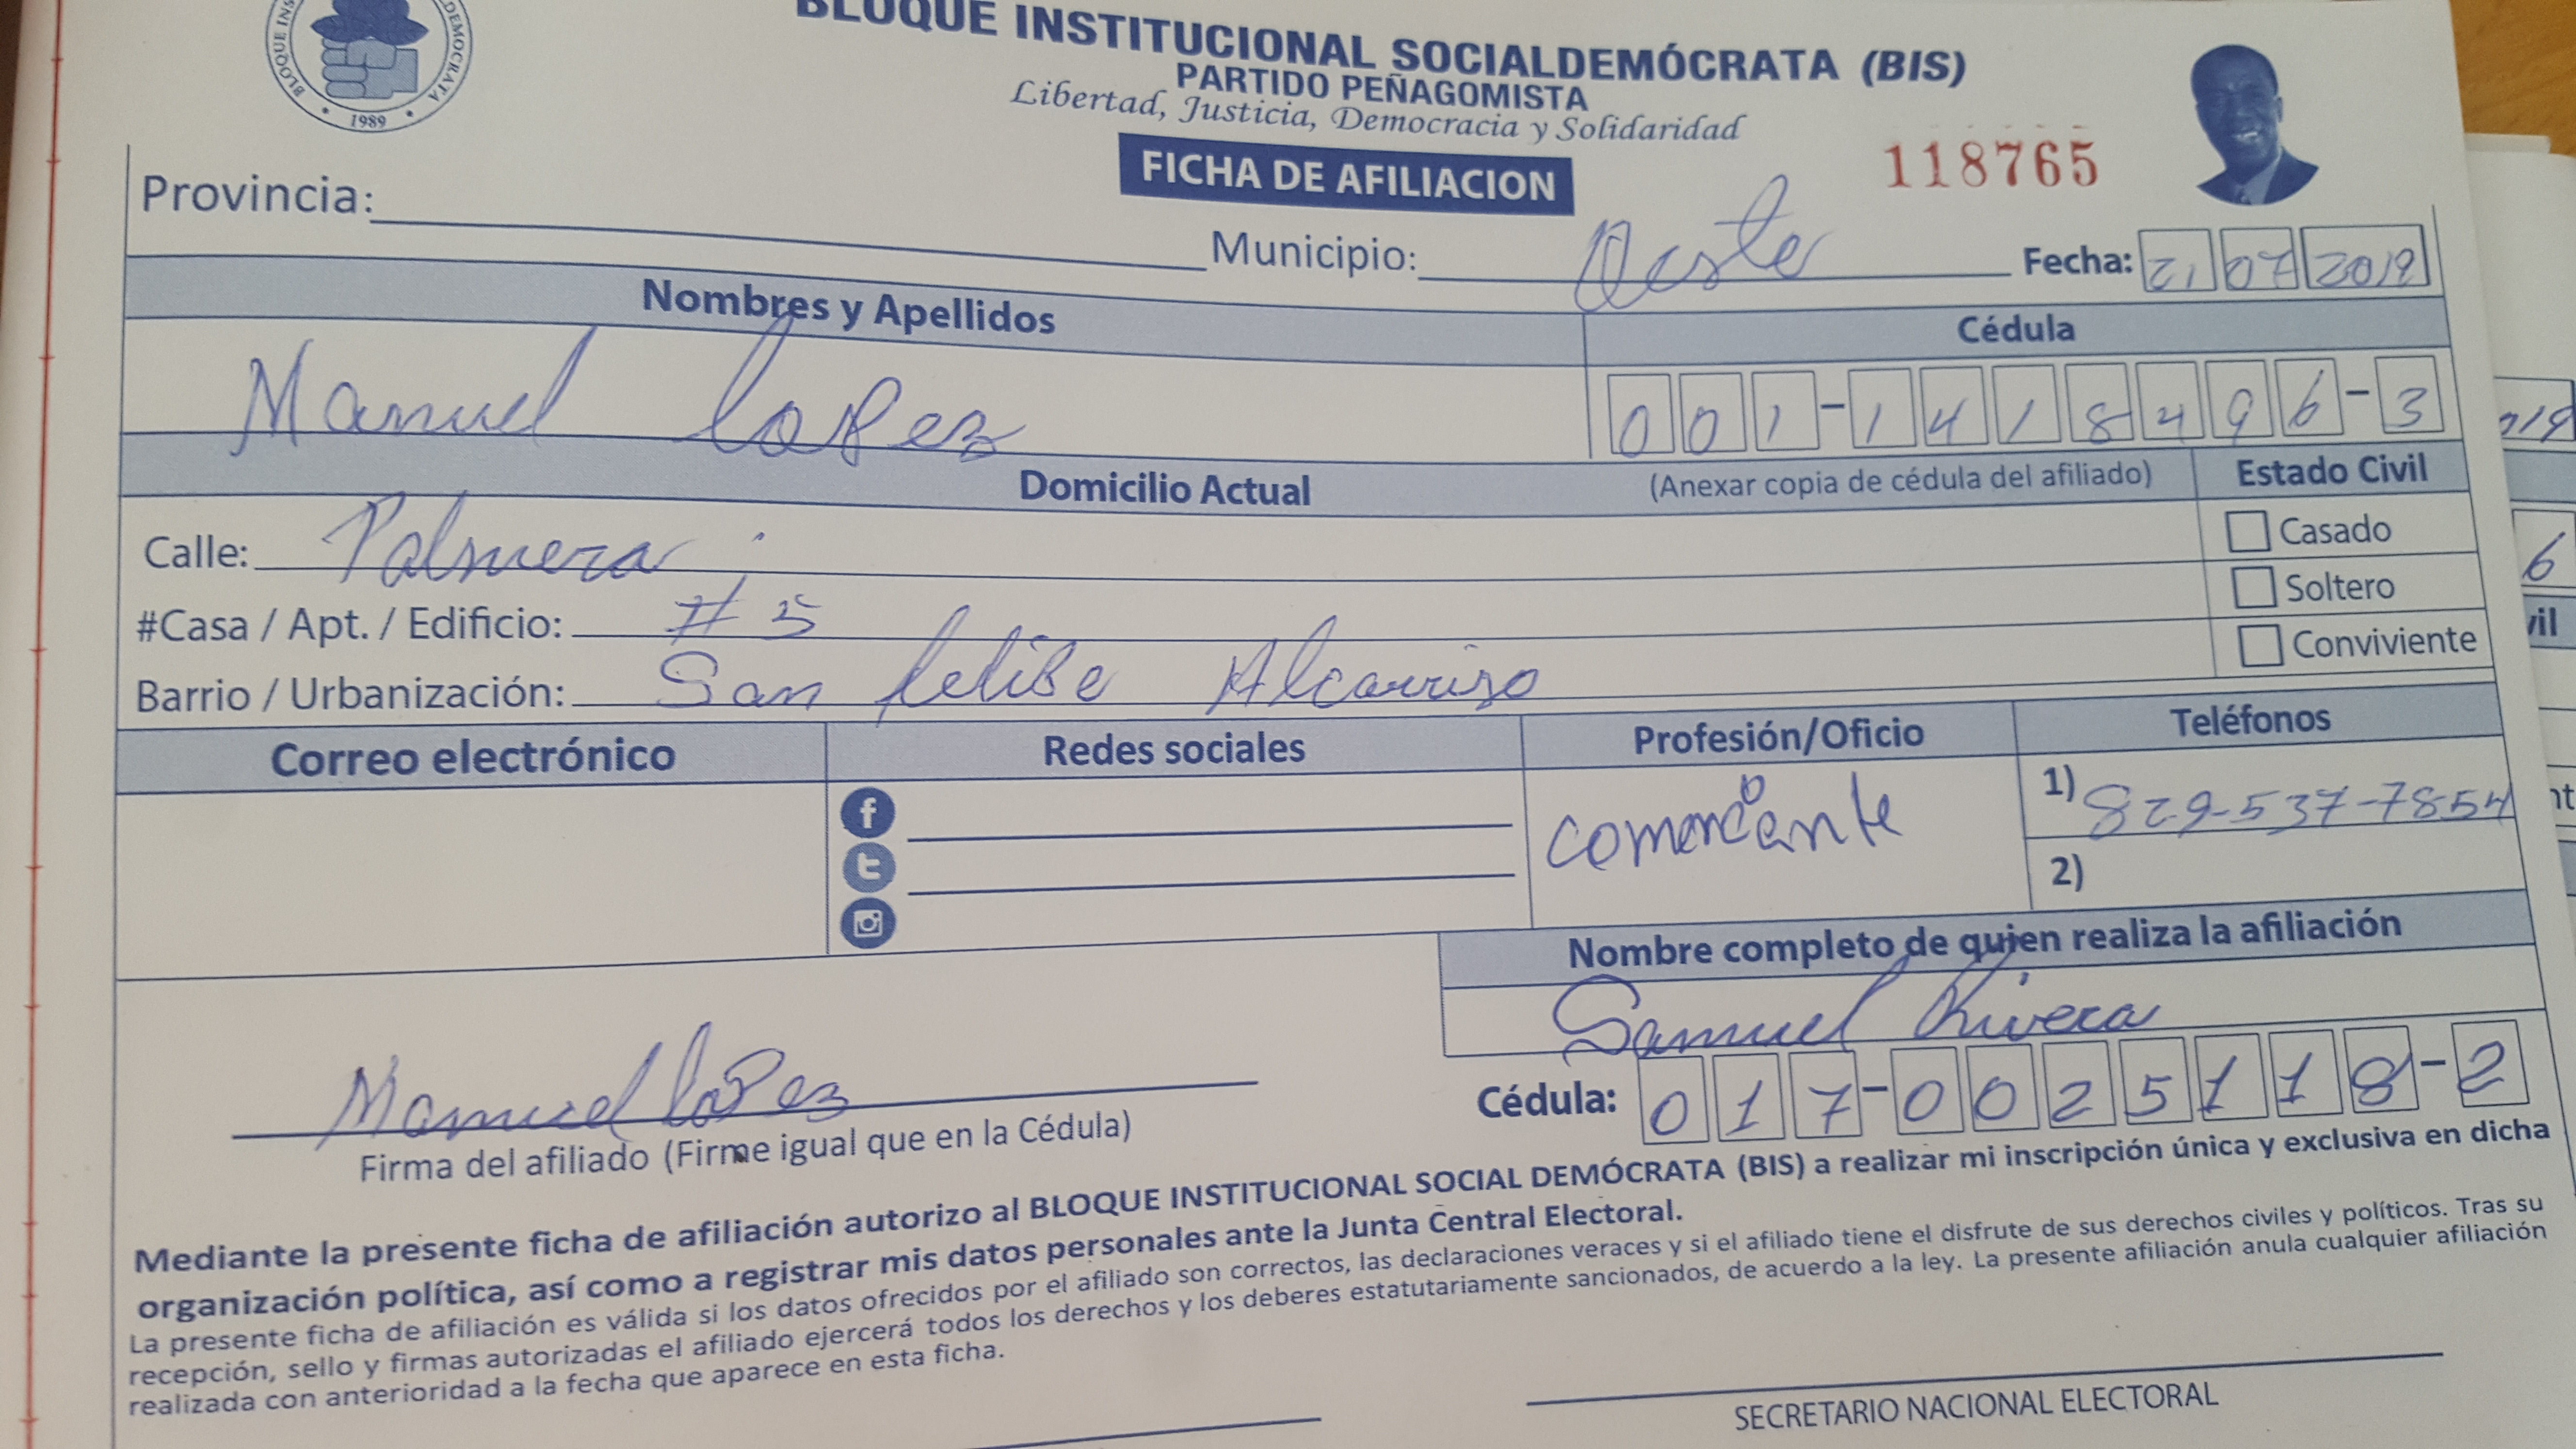 BLOQUE INSTITUCIONAL SOCIALDEMÓCRATA (BIS)
PARTIDO PEÑAGOMISTA
Libertad, Justicia, Democracia y Solidaridad
BLOQUE INS DEMOCRATA
1989
FICHA DE AFILIACION
118765
Provincia: Municipio: Oeste Fecha: 21 07 2019
Nombres y Apellidos
Cédula
Manuel lopez
001-1418496-3
Domicilio Actual (Anexar copia de cédula del afiliado) Estado Civil
Calle: Palmera
Casado
#Casa / Apt. / Edificio: # 5
Soltero
Barrio / Urbanización: San felipe Alcarrizo
Conviviente
Correo electrónico Redes sociales Profesión/Oficio Teléfonos
comerciante
1) 829-537-7854
2)
Nombre completo de quien realiza la afiliación
Samuel Rivera
Cédula: 017-0025118-2
Manuel lopez
Firma del afiliado (Firme igual que en la Cédula)
Mediante la presente ficha de afiliación autorizo al BLOQUE INSTITUCIONAL SOCIAL DEMÓCRATA (BIS) a realizar mi inscripción única y exclusiva en dicha
organización política, así como a registrar mis datos personales ante la Junta Central Electoral.
La presente ficha de afiliación es válida si los datos ofrecidos por el afiliado son correctos, las declaraciones veraces y si el afiliado tiene el disfrute de sus derechos civiles y políticos. Tras su
recepción, sello y firmas autorizadas el afiliado ejercerá todos los derechos y los deberes estatutariamente sancionados, de acuerdo a la ley. La presente afiliación anula cualquier afiliación
realizada con anterioridad a la fecha que aparece en esta ficha.
SECRETARIO NACIONAL ELECTORAL